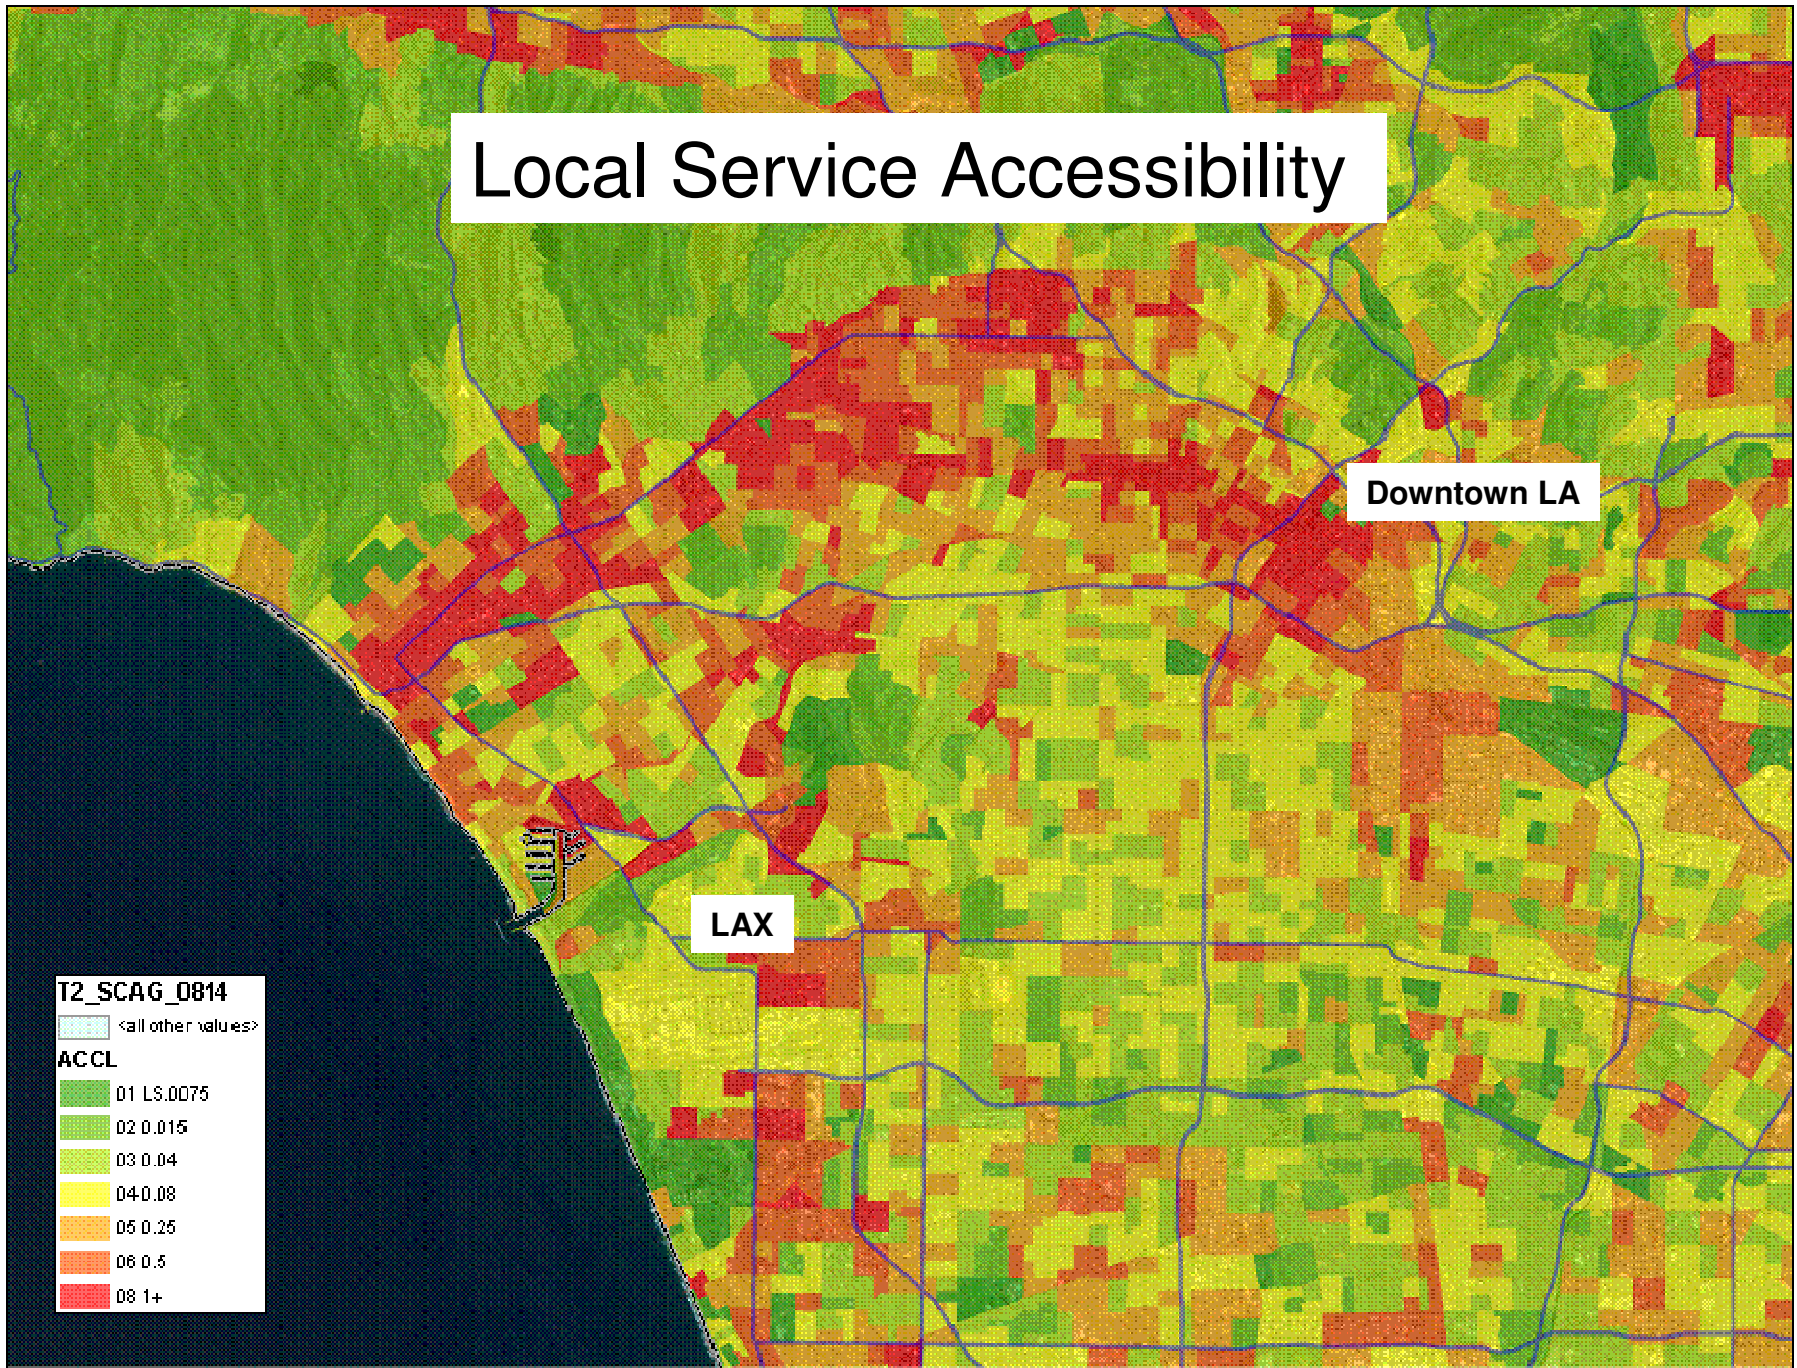 Local Service Accessibility
Downtown LA
LAX
T2_SCAG_0814
<all other values>
ACCL
01 LS.0075
02 0.015
03 0.04
04 0.08
05 0.25
06 0.5
08 1+